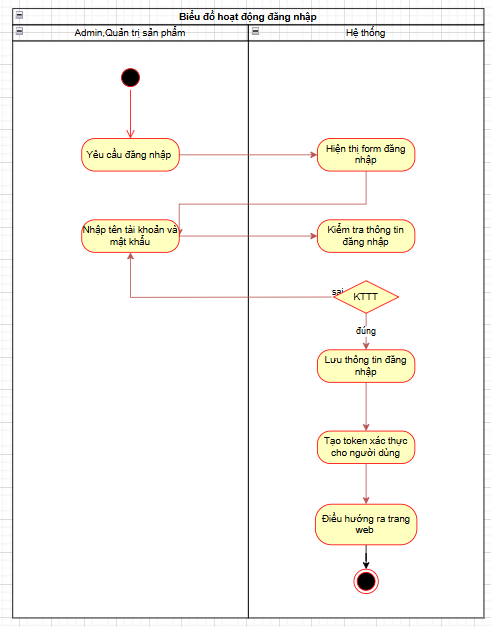 Biểu đồ hoạt động đăng nhập
Admin,Quản trị sản phẩm
Hệ thống
Yêu cầu đăng nhập
Hiện thị form đăng
nhập
Nhập tên tài khoản và
mật khẩu
Kiểm tra thông tin
đăng nhập
sai
KTTT
đúng
Lưu thông tin đăng
nhập
Tạo token xác thực
cho người dùng
Điều hướng ra trang
web